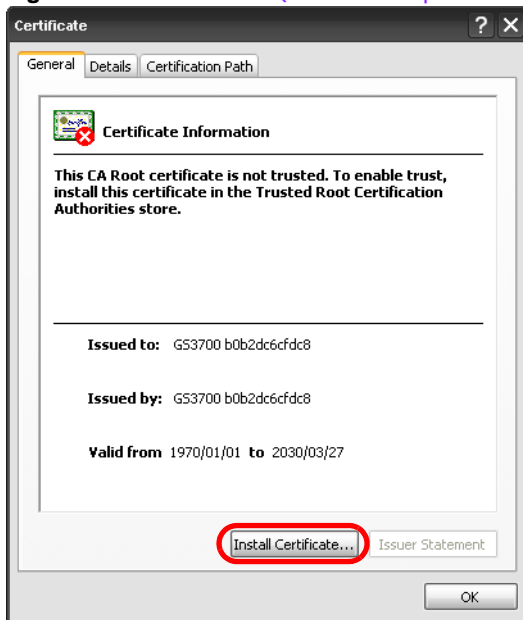 Certificate
General Details Certification Path
Certificate Information
This CA Root certificate is not trusted. To enable trust,
install this certificate in the Trusted Root Certification
Authorities store.
Issued to: GS3700 b0b2dc6cfdc8
Issued by: GS3700 b0b2dc6cfdc8
Valid from 1970/01/01 to 2030/03/27
Install Certificate... Issuer Statement
OK